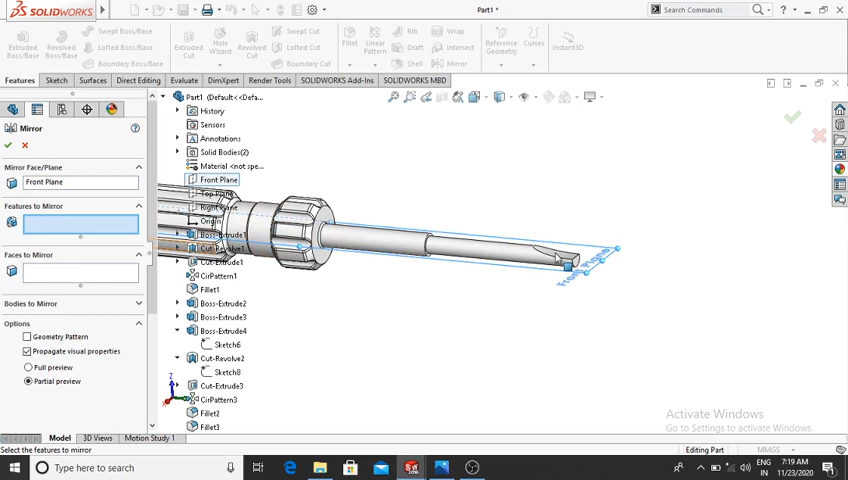 SOLIDWORKS
Part1 *
Search Commands
Extruded Boss/Base
Revolved Boss/Base
Swept Boss/Base
Lofted Boss/Base
Boundary Boss/Base
Extruded Cut
Hole Wizard
Revolved Cut
Swept Cut
Lofted Cut
Boundary Cut
Fillet
Linear Pattern
Rib
Draft
Shell
Wrap
Intersect
Mirror
Reference Geometry
Curves
Instant3D
Features
Sketch
Surfaces
Direct Editing
Evaluate
DimXpert
Render Tools
SOLIDWORKS Add-Ins
SOLIDWORKS MBD
Mirror
Mirror Face/Plane
Front Plane
Features to Mirror
Faces to Mirror
Bodies to Mirror
Options
Geometry Pattern
Propagate visual properties
Full preview
Partial preview
Part1 (Default<<Defa...
History
Sensors
Annotations
Solid Bodies(2)
Material <not spe...
Front Plane
Top Plane
Right Plane
Origin
Boss-Extrude1
Cut-Revolve1
Cut-Extrude1
CirPattern1
Fillet1
Boss-Extrude2
Boss-Extrude3
Boss-Extrude4
Sketch6
Cut-Revolve2
Sketch8
Cut-Extrude3
CirPattern3
Fillet2
Fillet3
Front Plane
Z
X
Activate Windows
Go to Settings to activate Windows.
Model
3D Views
Motion Study 1
Select the features to mirror
Editing Part
MMGS
Type here to search
ENG
IN
7:19 AM
11/23/2020